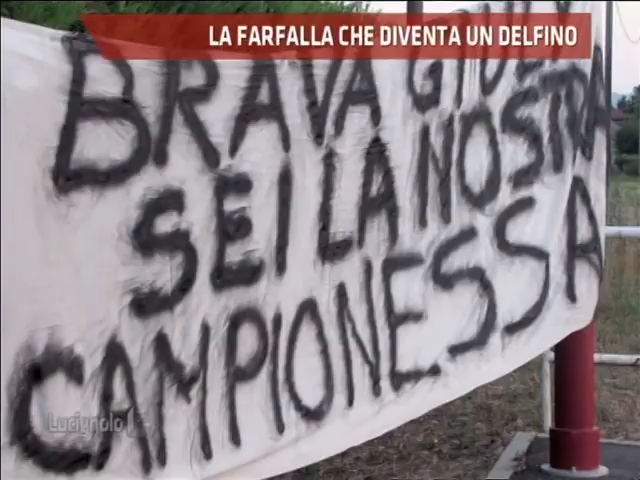 LA FARFALLA CHE DIVENTA UN DELFINO
BRAVA
SEI LA NOSTRA
CAMPIONESSA
Lucignolo